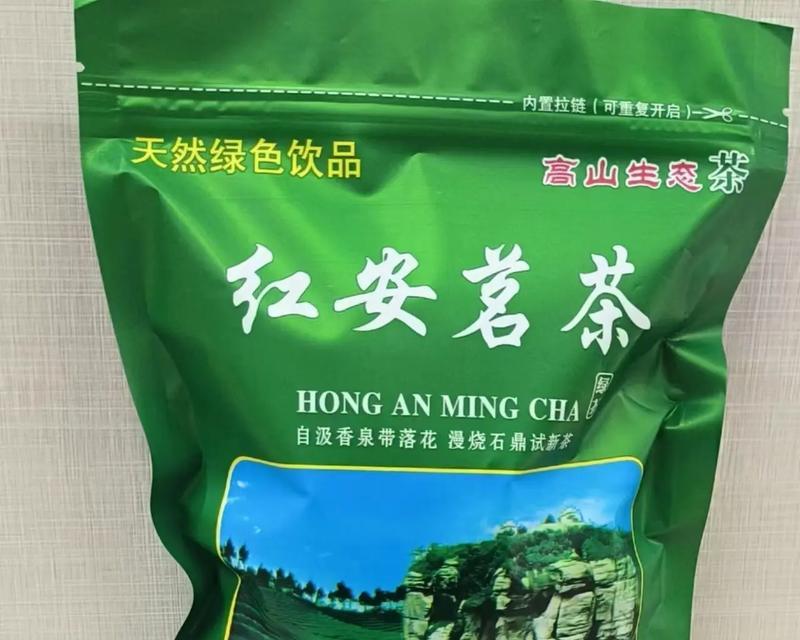 内置拉链（可重复开启）
天然绿色饮品
高山生态茶
红安茗茶
HONG AN MING CHA
绿茶
自汲香泉带落花 漫烧石鼎试新茶